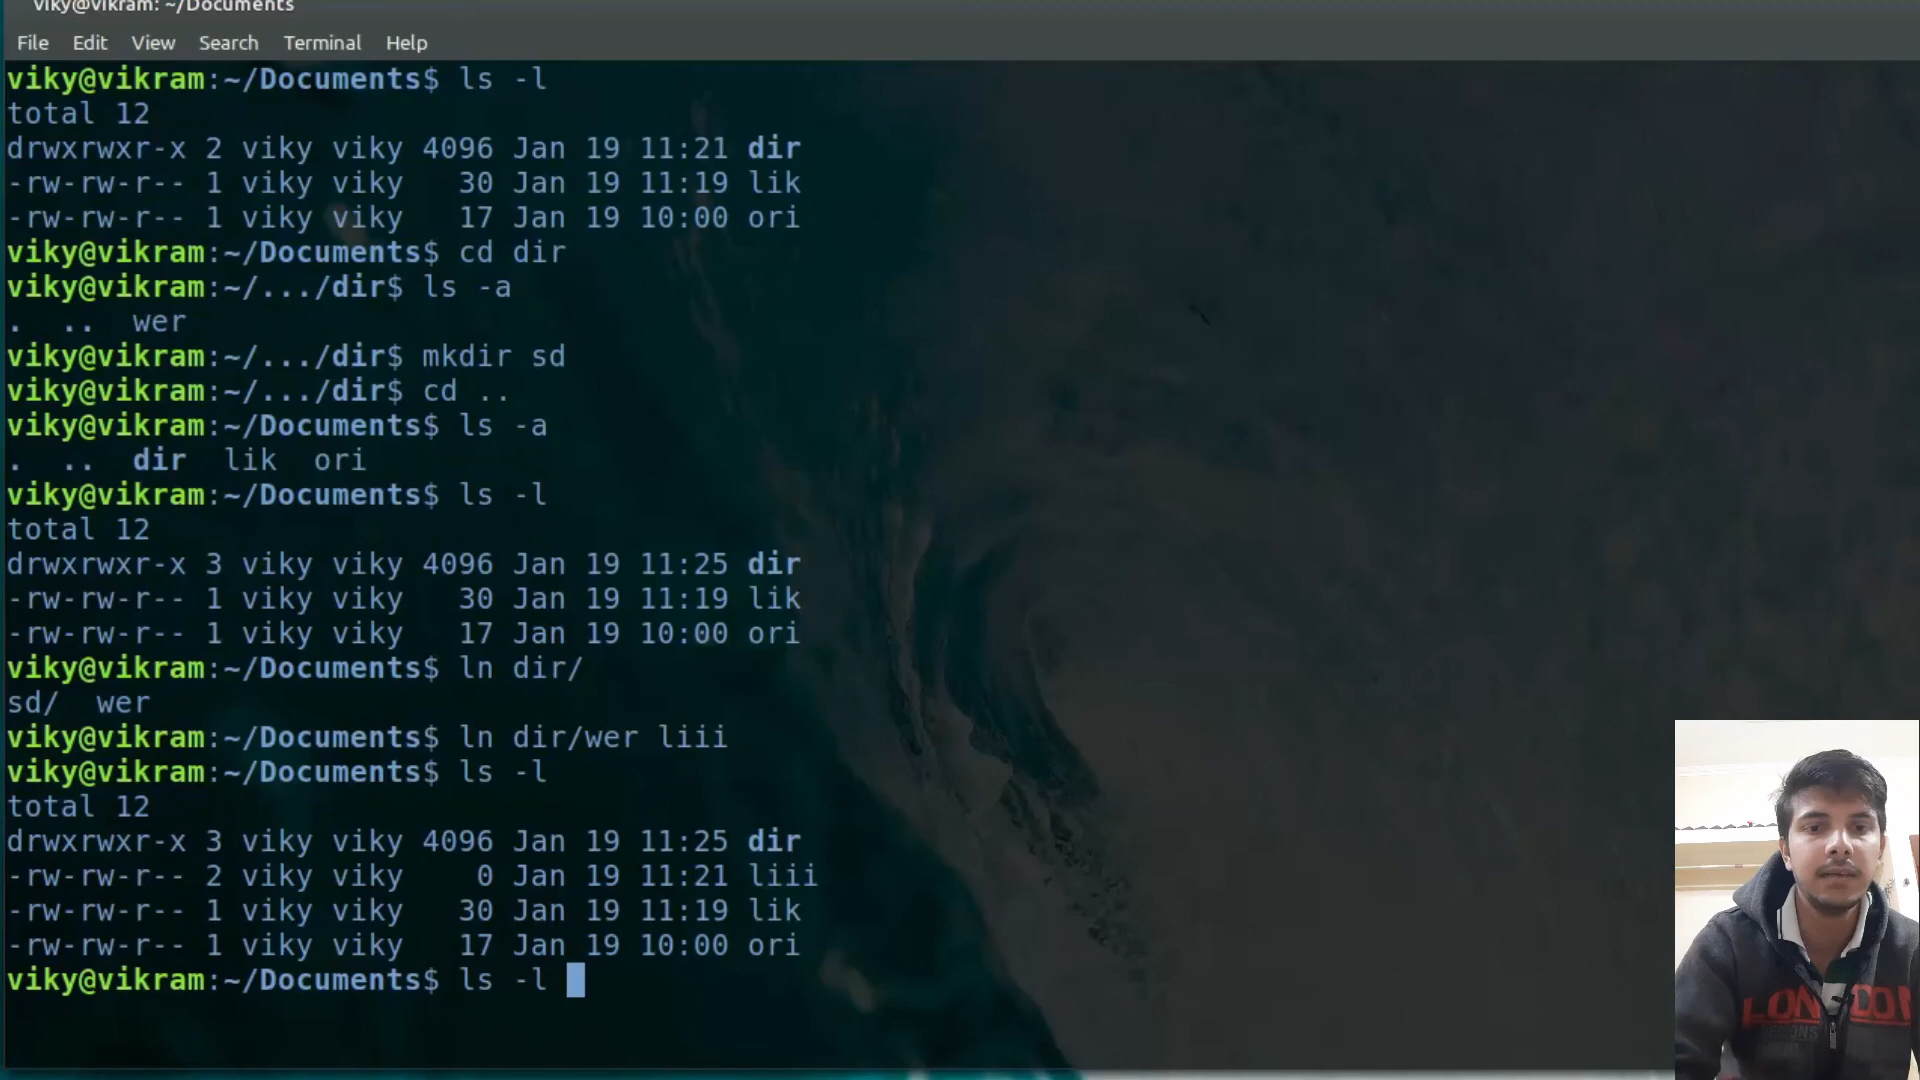 viky@vikram: ~/Documents
File Edit View Search Terminal Help
viky@vikram:~/Documents$ ls -l
total 12
drwxrwxr-x 2 viky viky 4096 Jan 19 11:21 dir
-rw-rw-r-- 1 viky viky   30 Jan 19 11:19 lik
-rw-rw-r-- 1 viky viky   17 Jan 19 10:00 ori
viky@vikram:~/Documents$ cd dir
viky@vikram:~/.../dir$ ls -a
.  ..  wer
viky@vikram:~/.../dir$ mkdir sd
viky@vikram:~/.../dir$ cd ..
viky@vikram:~/Documents$ ls -a
.  ..  dir  lik  ori
viky@vikram:~/Documents$ ls -l
total 12
drwxrwxr-x 3 viky viky 4096 Jan 19 11:25 dir
-rw-rw-r-- 1 viky viky   30 Jan 19 11:19 lik
-rw-rw-r-- 1 viky viky   17 Jan 19 10:00 ori
viky@vikram:~/Documents$ ln dir/
sd/  wer
viky@vikram:~/Documents$ ln dir/wer liii
viky@vikram:~/Documents$ ls -l
total 12
drwxrwxr-x 3 viky viky 4096 Jan 19 11:25 dir
-rw-rw-r-- 2 viky viky    0 Jan 19 11:21 liii
-rw-rw-r-- 1 viky viky   30 Jan 19 11:19 lik
-rw-rw-r-- 1 viky viky   17 Jan 19 10:00 ori
viky@vikram:~/Documents$ ls -l
LONDON